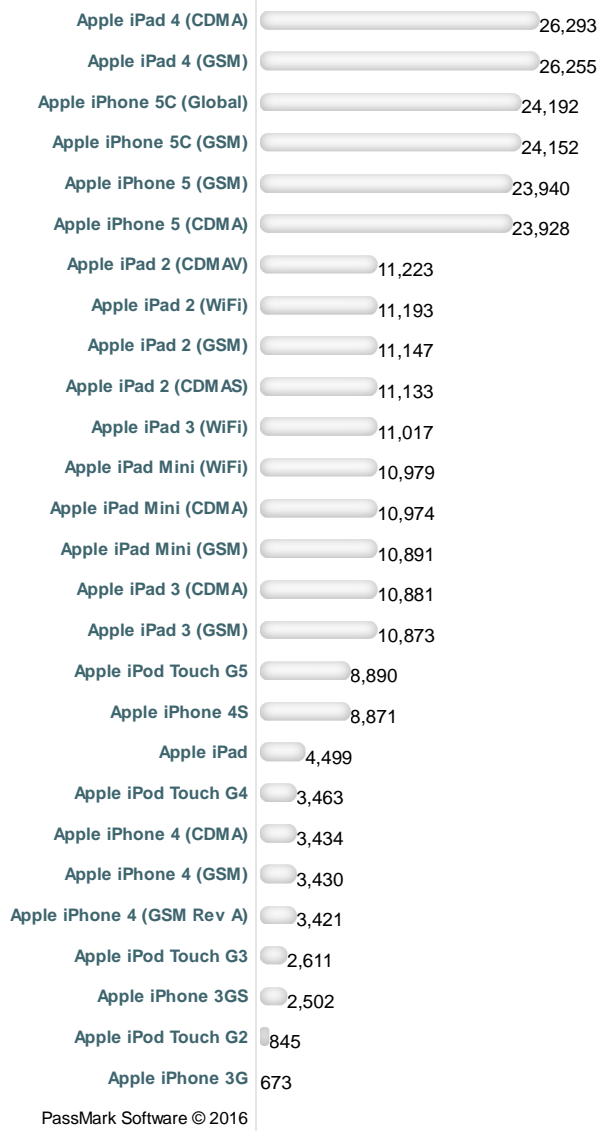 Apple iPad 4 (CDMA) 26,293
Apple iPad 4 (GSM) 26,255
Apple iPhone 5C (Global) 24,192
Apple iPhone 5C (GSM) 24,152
Apple iPhone 5 (GSM) 23,940
Apple iPhone 5 (CDMA) 23,928
Apple iPad 2 (CDMAV) 11,223
Apple iPad 2 (WiFi) 11,193
Apple iPad 2 (GSM) 11,147
Apple iPad 2 (CDMAS) 11,133
Apple iPad 3 (WiFi) 11,017
Apple iPad Mini (WiFi) 10,979
Apple iPad Mini (CDMA) 10,974
Apple iPad Mini (GSM) 10,891
Apple iPad 3 (CDMA) 10,881
Apple iPad 3 (GSM) 10,873
Apple iPod Touch G5 8,890
Apple iPhone 4S 8,871
Apple iPad 4,499
Apple iPod Touch G4 3,463
Apple iPhone 4 (CDMA) 3,434
Apple iPhone 4 (GSM) 3,430
Apple iPhone 4 (GSM Rev A) 3,421
Apple iPod Touch G3 2,611
Apple iPhone 3GS 2,502
Apple iPod Touch G2 845
Apple iPhone 3G 673
PassMark Software © 2016